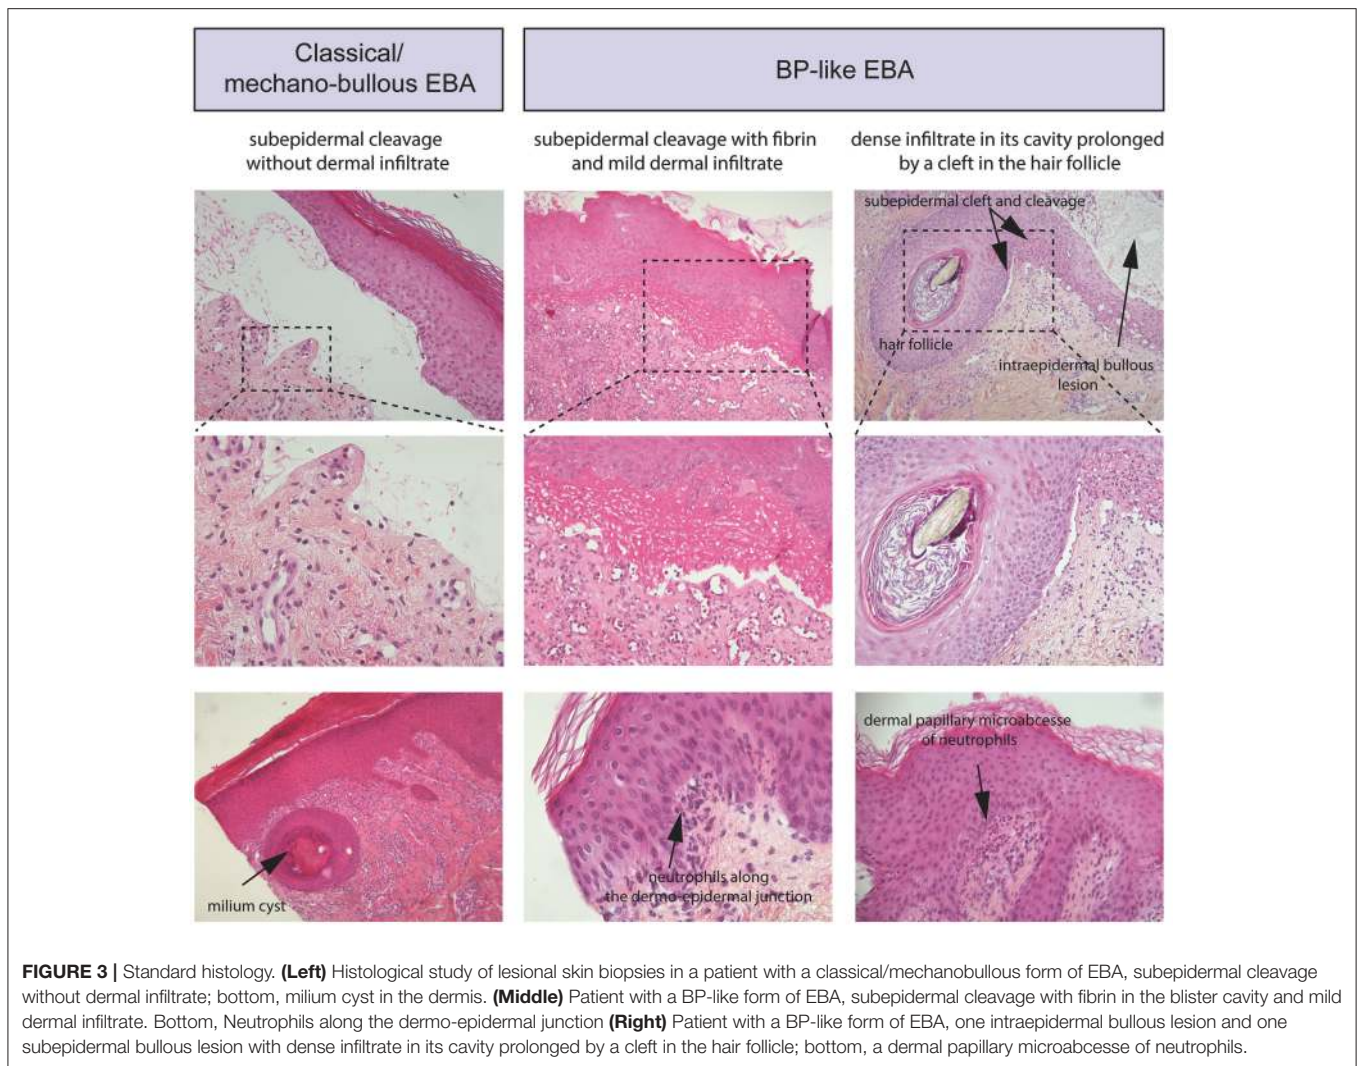 Classical/
mechano-bullous EBA
BP-like EBA
subepidermal cleavage
without dermal infiltrate
subepidermal cleavage with fibrin
and mild dermal infiltrate
dense infiltrate in its cavity prolonged
by a cleft in the hair follicle
subepidermal cleft and cleavage
hair follicle
intraepidermal bullous
lesion
milium cyst
neutrophils along
the dermo-epidermal junction
dermal papillary microabcesse
of neutrophils
FIGURE 3 | Standard histology. (Left) Histological study of lesional skin biopsies in a patient with a classical/mechanobullous form of EBA, subepidermal cleavage
without dermal infiltrate; bottom, milium cyst in the dermis. (Middle) Patient with a BP-like form of EBA, subepidermal cleavage with fibrin in the blister cavity and mild
dermal infiltrate. Bottom, Neutrophils along the dermo-epidermal junction (Right) Patient with a BP-like form of EBA, one intraepidermal bullous lesion and one
subepidermal bullous lesion with dense infiltrate in its cavity prolonged by a cleft in the hair follicle; bottom, a dermal papillary microabcesse of neutrophils.